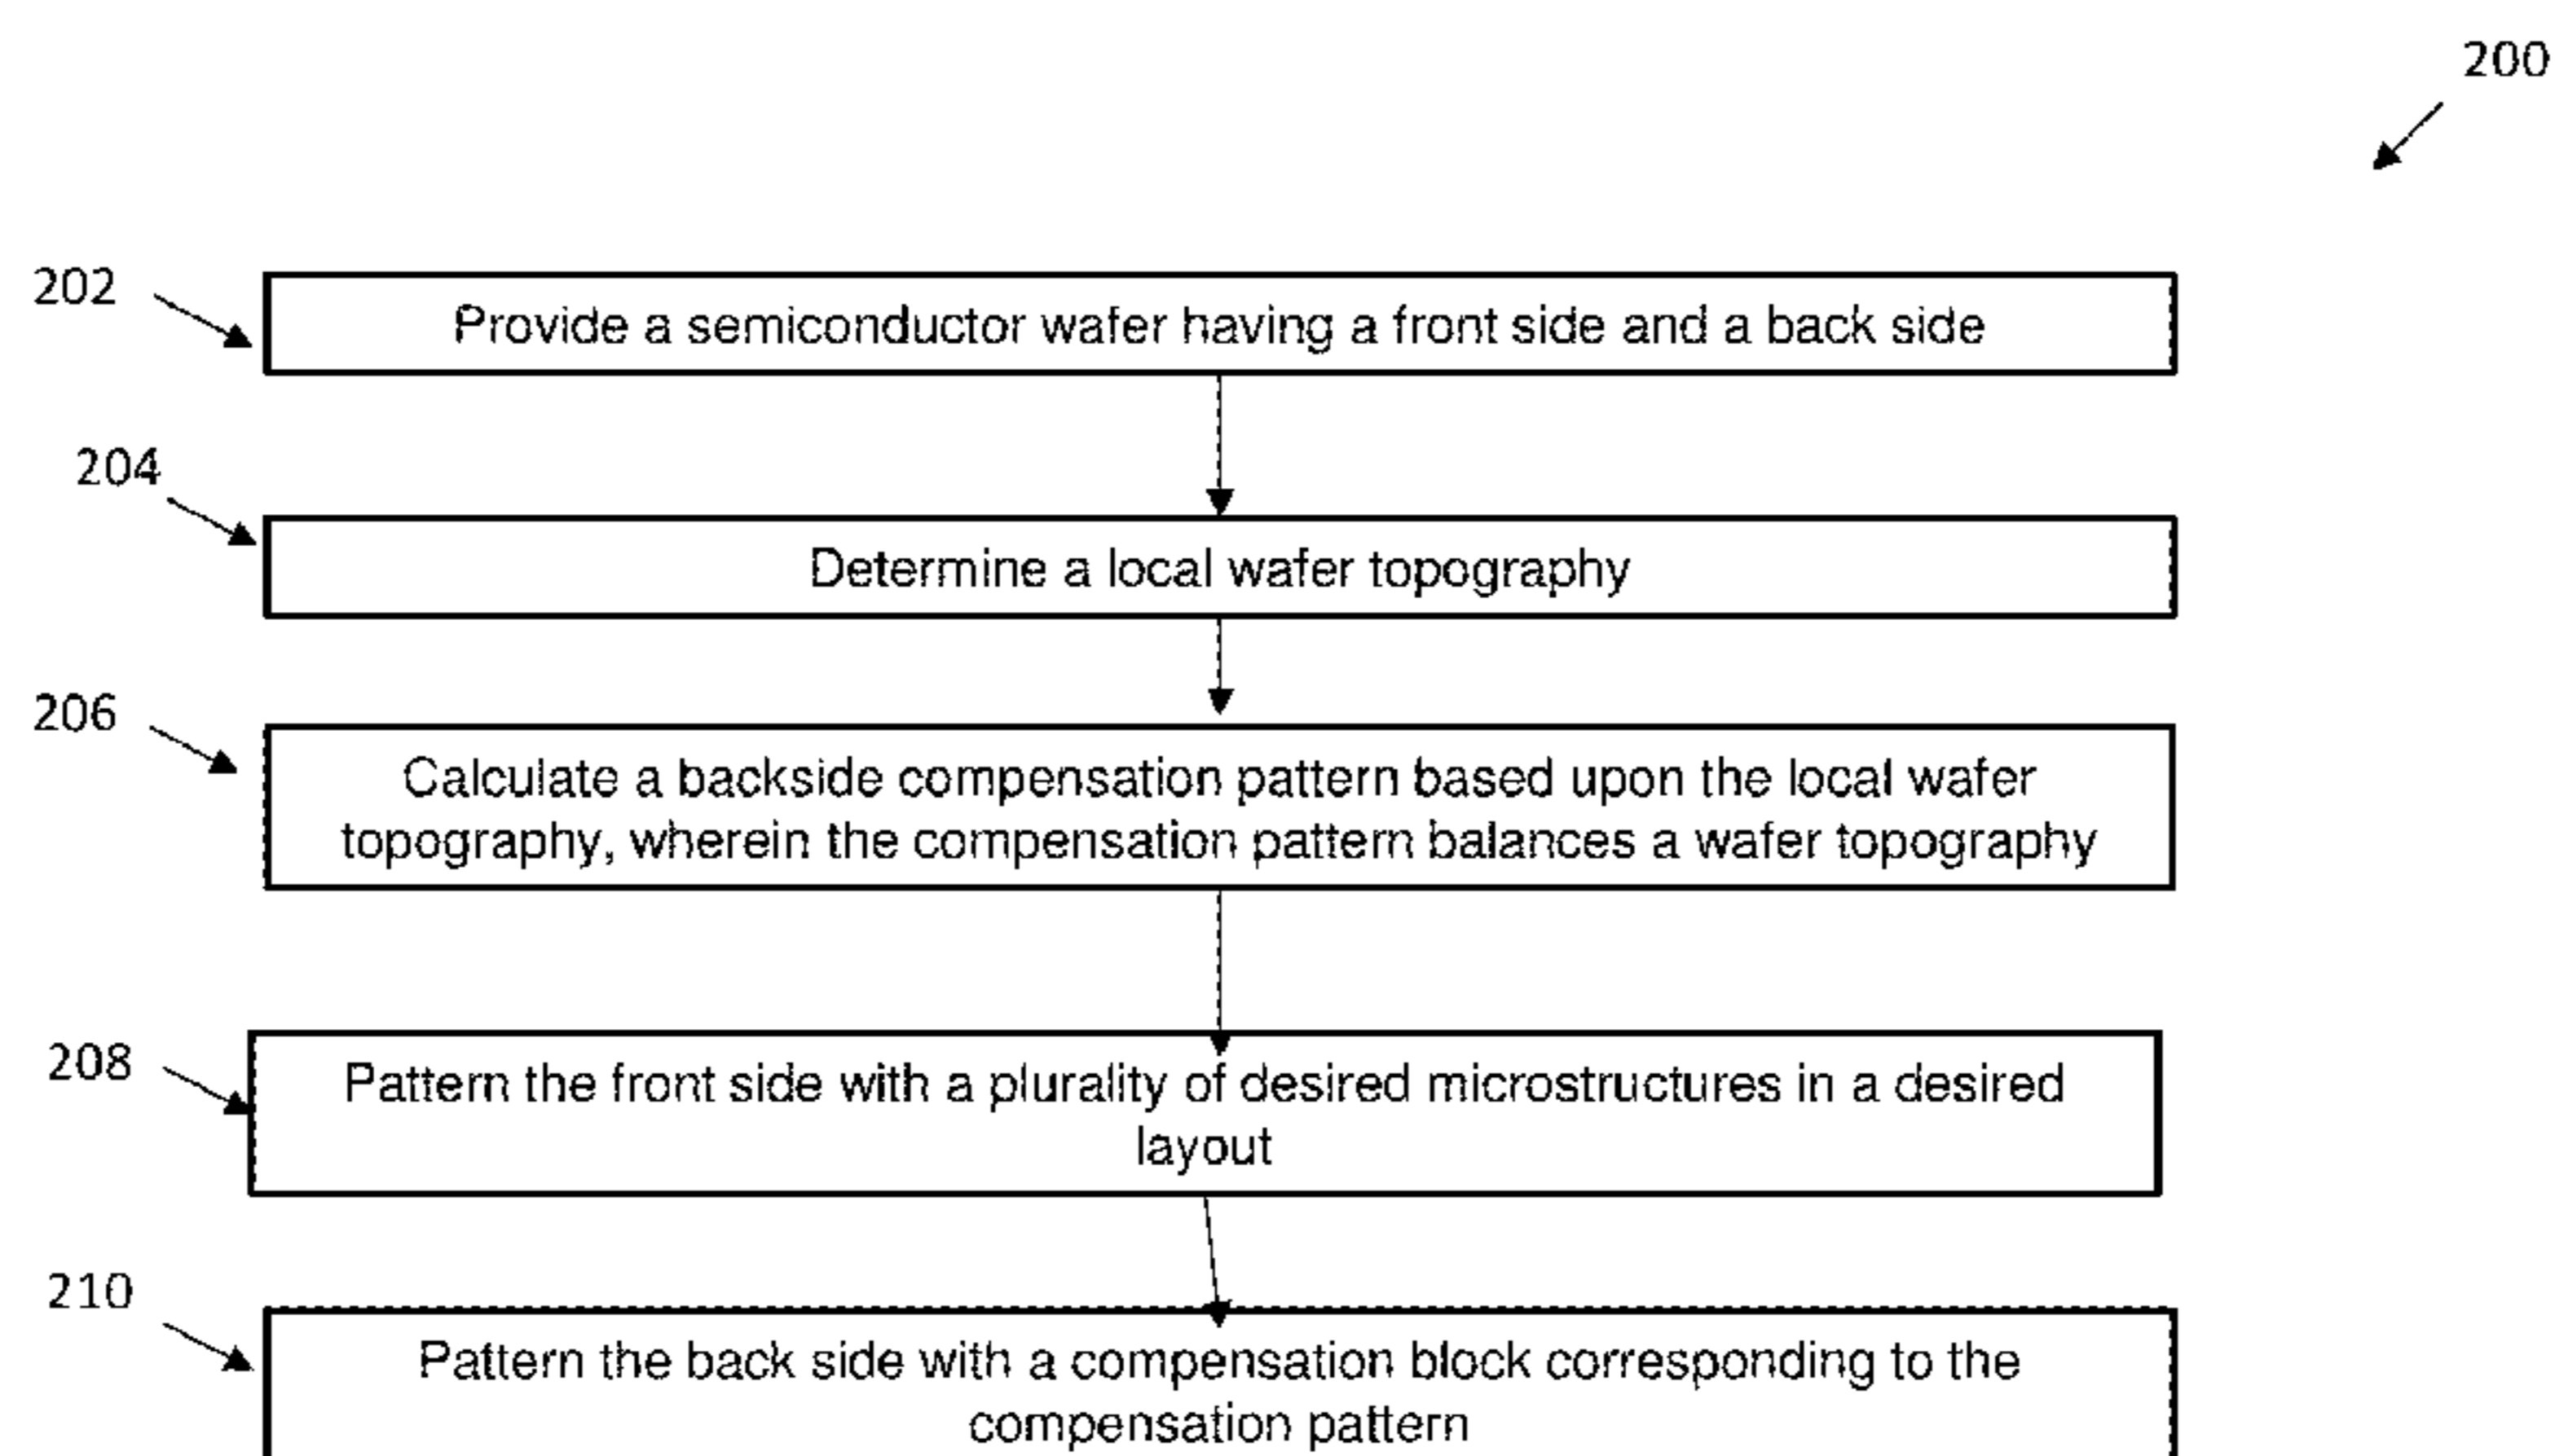 200
202
Provide a semiconductor wafer having a front side and a back side
204
Determine a local wafer topography
206
Calculate a backside compensation pattern based upon the local wafer
topography, wherein the compensation pattern balances a wafer topography
208
Pattern the front side with a plurality of desired microstructures in a desired
layout
210
Pattern the back side with a compensation block corresponding to the
compensation pattern